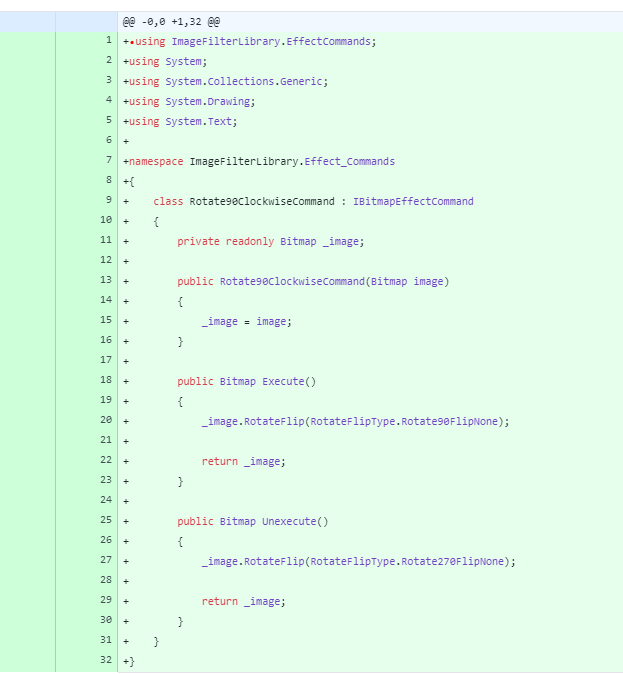 @@ -0,0 +1,32 @@
1 +•using ImageFilterLibrary.EffectCommands;
2 +using System;
3 +using System.Collections.Generic;
4 +using System.Drawing;
5 +using System.Text;
6 +
7 +namespace ImageFilterLibrary.Effect_Commands
8 +{
9 +    class Rotate90ClockwiseCommand : IBitmapEffectCommand
10 +    {
11 +        private readonly Bitmap _image;
12 +
13 +        public Rotate90ClockwiseCommand(Bitmap image)
14 +        {
15 +            _image = image;
16 +        }
17 +
18 +        public Bitmap Execute()
19 +        {
20 +            _image.RotateFlip(RotateFlipType.Rotate90FlipNone);
21 +
22 +            return _image;
23 +        }
24 +
25 +        public Bitmap Unexecute()
26 +        {
27 +            _image.RotateFlip(RotateFlipType.Rotate270FlipNone);
28 +
29 +            return _image;
30 +        }
31 +    }
32 +}